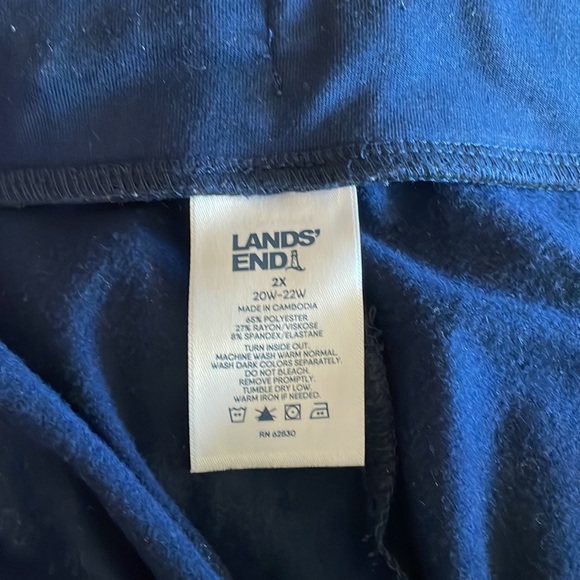 LANDS'
END
2X
20W-22W
MADE IN CAMBODIA
65% POLYESTER
27% RAYON/VISKOSE
8% SPANDEX/ELASTANE
TURN INSIDE OUT.
MACHINE WASH WARM NORMAL.
WASH DARK COLORS SEPARATELY.
DO NOT BLEACH.
REMOVE PROMPTLY.
TUMBLE DRY LOW.
WARM IRON IF NEEDED.
RN 62830